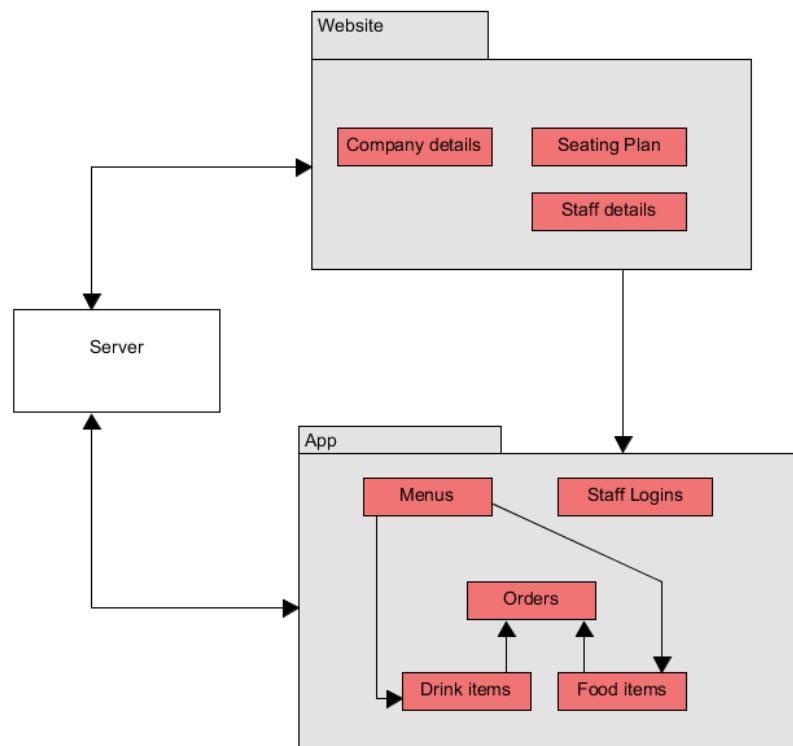 Website
Company details
Seating Plan
Staff details
Server
App
Menus
Staff Logins
Orders
Drink items
Food items